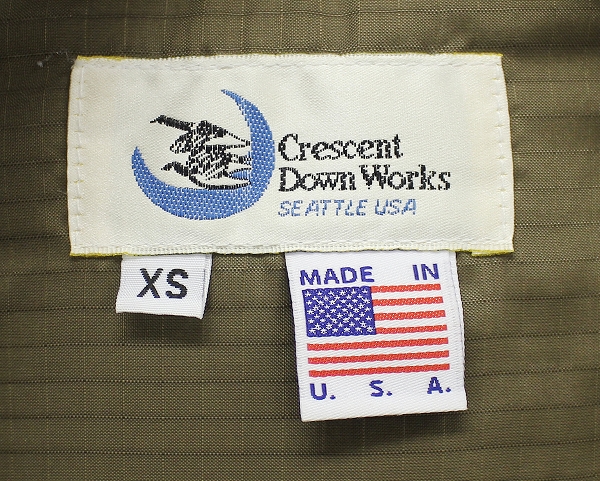 Crescent
Down Works
SEATTLE USA
XS
MADE IN
U. S. A.